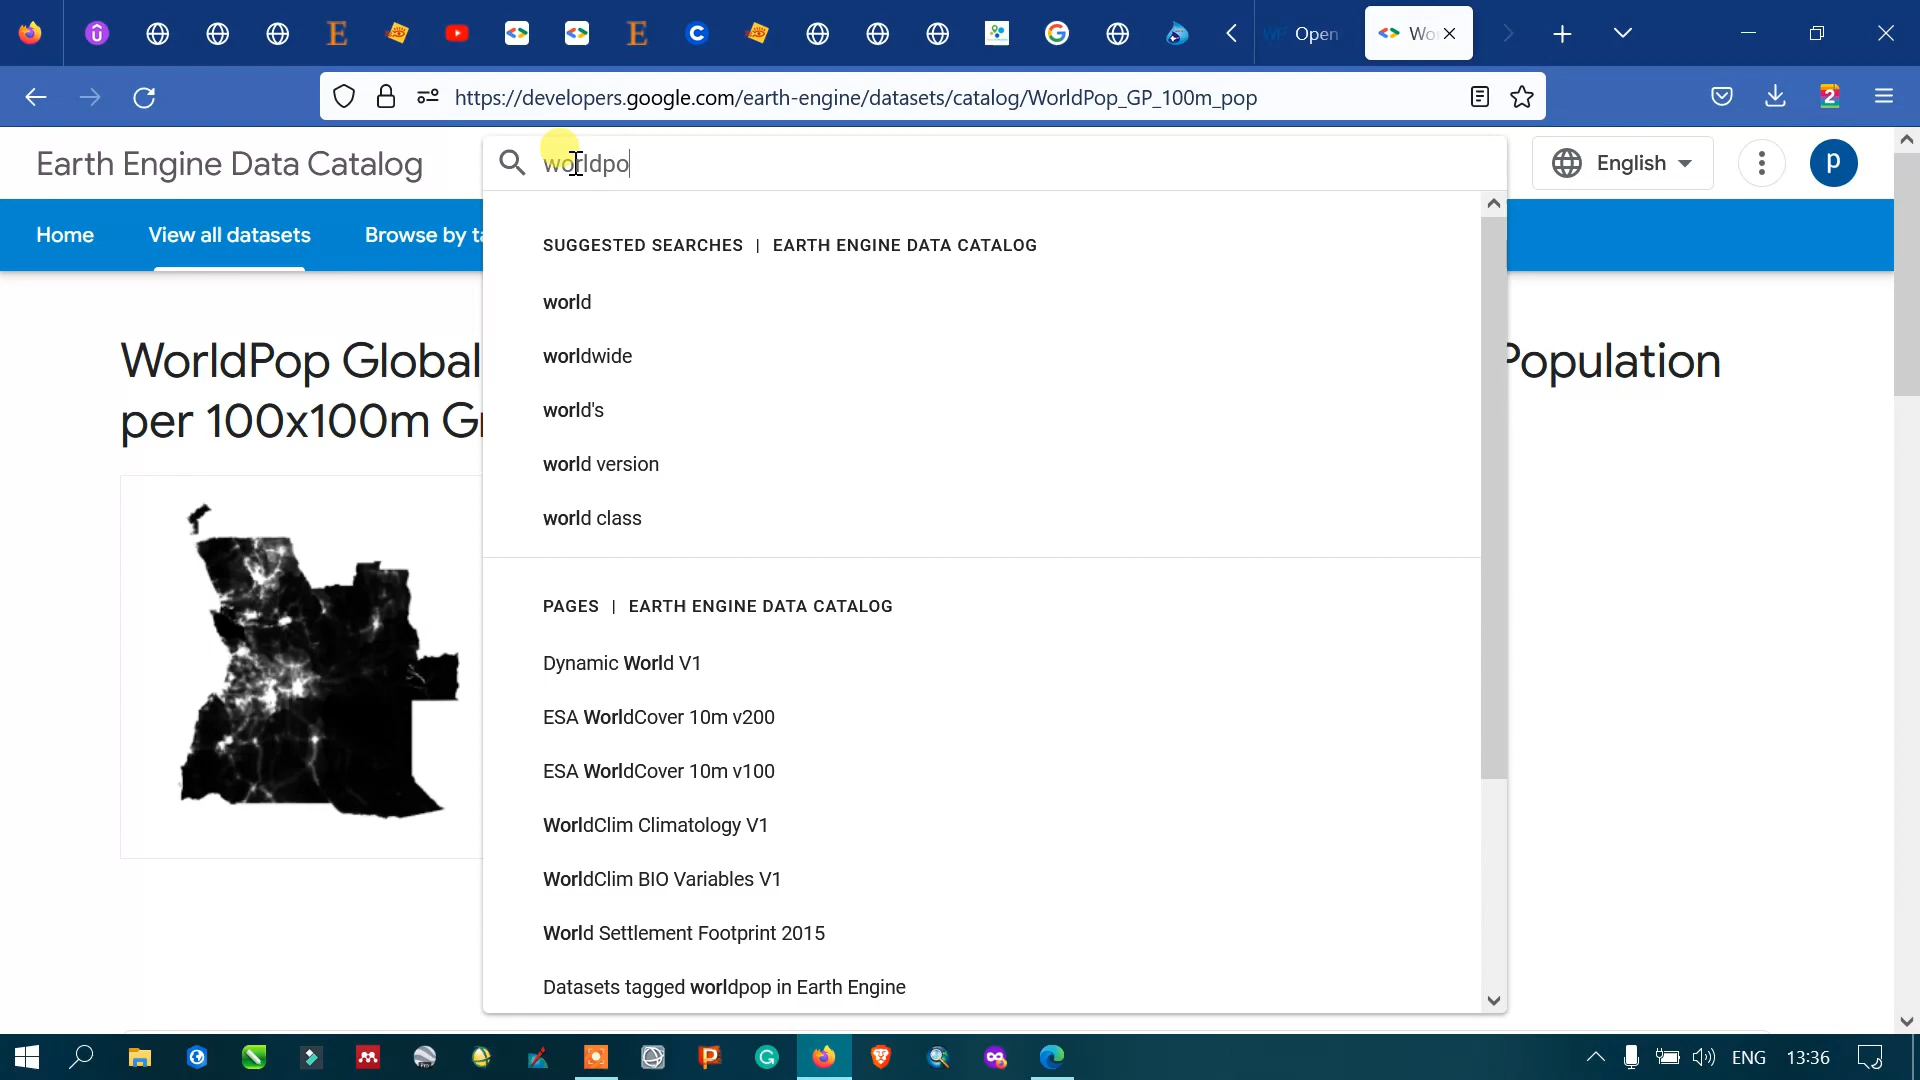 Open
Wo
https://developers.google.com/earth-engine/datasets/catalog/WorldPop_GP_100m_pop
2
Earth Engine Data Catalog
worldpo
English
p
Home
View all datasets
Browse by ta
SUGGESTED SEARCHES | EARTH ENGINE DATA CATALOG
world
worldwide
world's
world version
world class
WorldPop Global
Population
per 100x100m G
PAGES | EARTH ENGINE DATA CATALOG
Dynamic World V1
ESA WorldCover 10m v200
ESA WorldCover 10m v100
WorldClim Climatology V1
WorldClim BIO Variables V1
World Settlement Footprint 2015
Datasets tagged worldpop in Earth Engine
ENG
13:36